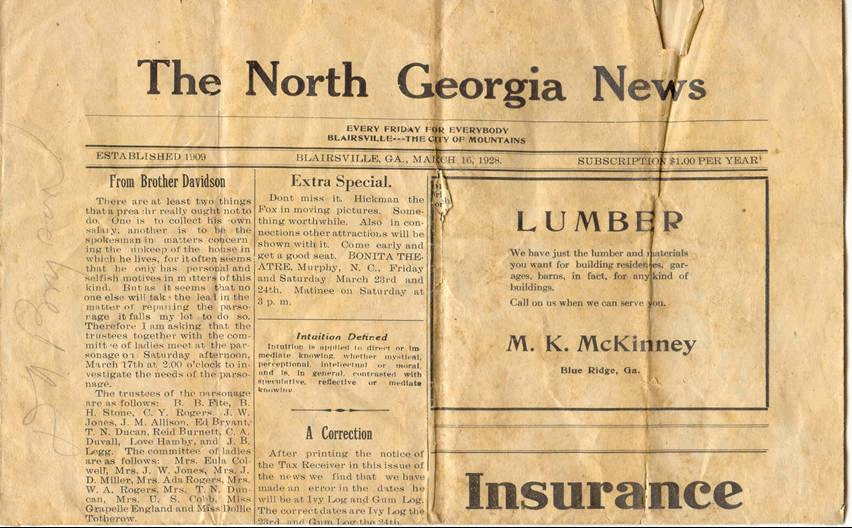 The North Georgia News
EVERY FRIDAY FOR EVERYBODY
BLAIRSVILLE---THE CITY OF MOUNTAINS
ESTABLISHED 1909 BLAIRSVILLE, GA., MARCH 16, 1928. SUBSCRIPTION $1.00 PER YEAR
From Brother Davidson
There are at least two things
that a preacher really ought not to
do. One is to collect his own
salary, another is to be the
spokesman in matters concern
ing the upkeep of the house in
which he lives, for it often seems
that he only has personal and
selfish motives in matters of this
kind. But as it seems that no
one else will take the lead in the
matter of repairing the parso-
nage it falls my lot to do so.
Therefore I am asking that the
trustees together with the com-
mittee of ladies meet at the par-
sonage on Saturday afternoon,
March 17th at 2:00 o'clock to in-
vestigate the needs of the parso-
nage.
The trustees of the parsonage
are as follows: B. B. Fite, B.
H. Stone, C. Y. Rogers, J. W.
Jones, J. M. Allison, Ed Bryant,
T. N. Ducan, Reid Burnett, C. A.
Duvall, Love Hamby, and J. B.
Legg. The committee of ladies
are as follows: Mrs. Eula Col-
well, Mrs. J. W. Jones, Mrs. J.
D. Miller, Mrs. Ada Rogers, Mrs.
W. A. Rogers, Mrs. T. N. Dun-
can, Mrs. U. S. Cobb, Miss
Grapelle England and Miss Dollie
Totherow.
Extra Special.
Dont miss it. Hickman the
Fox in moving pictures. Some-
thing worthwhile. Also in con-
nections other attractions will be
shown with it. Come early and
get a good seat. BONITA THE-
ATRE, Murphy, N. C., Friday
and Saturday March 23rd and
24th. Matinee on Saturday at
3 p. m.
Intuition Defined
Intuition is applied to direct or im-
mediate knowing, whether mystical,
perceptional, intellectual or moral,
and is, in general, contrasted with
speculative, reflective or mediate
knowing.
A Correction
After printing the notice of
the Tax Receiver in this issue of
the news we find that we have
made an error in the dates he
will be at Ivy Log and Gum Log.
The correct dates are Ivy Log the
23rd, and Gum Log the 24th.
LUMBER
We have just the lumber and materials
you want for building residences, gar-
ages, barns, in fact, for any kind of
buildings.
Call on us when we can serve you.
M. K. McKinney
Blue Ridge, Ga.
Insurance